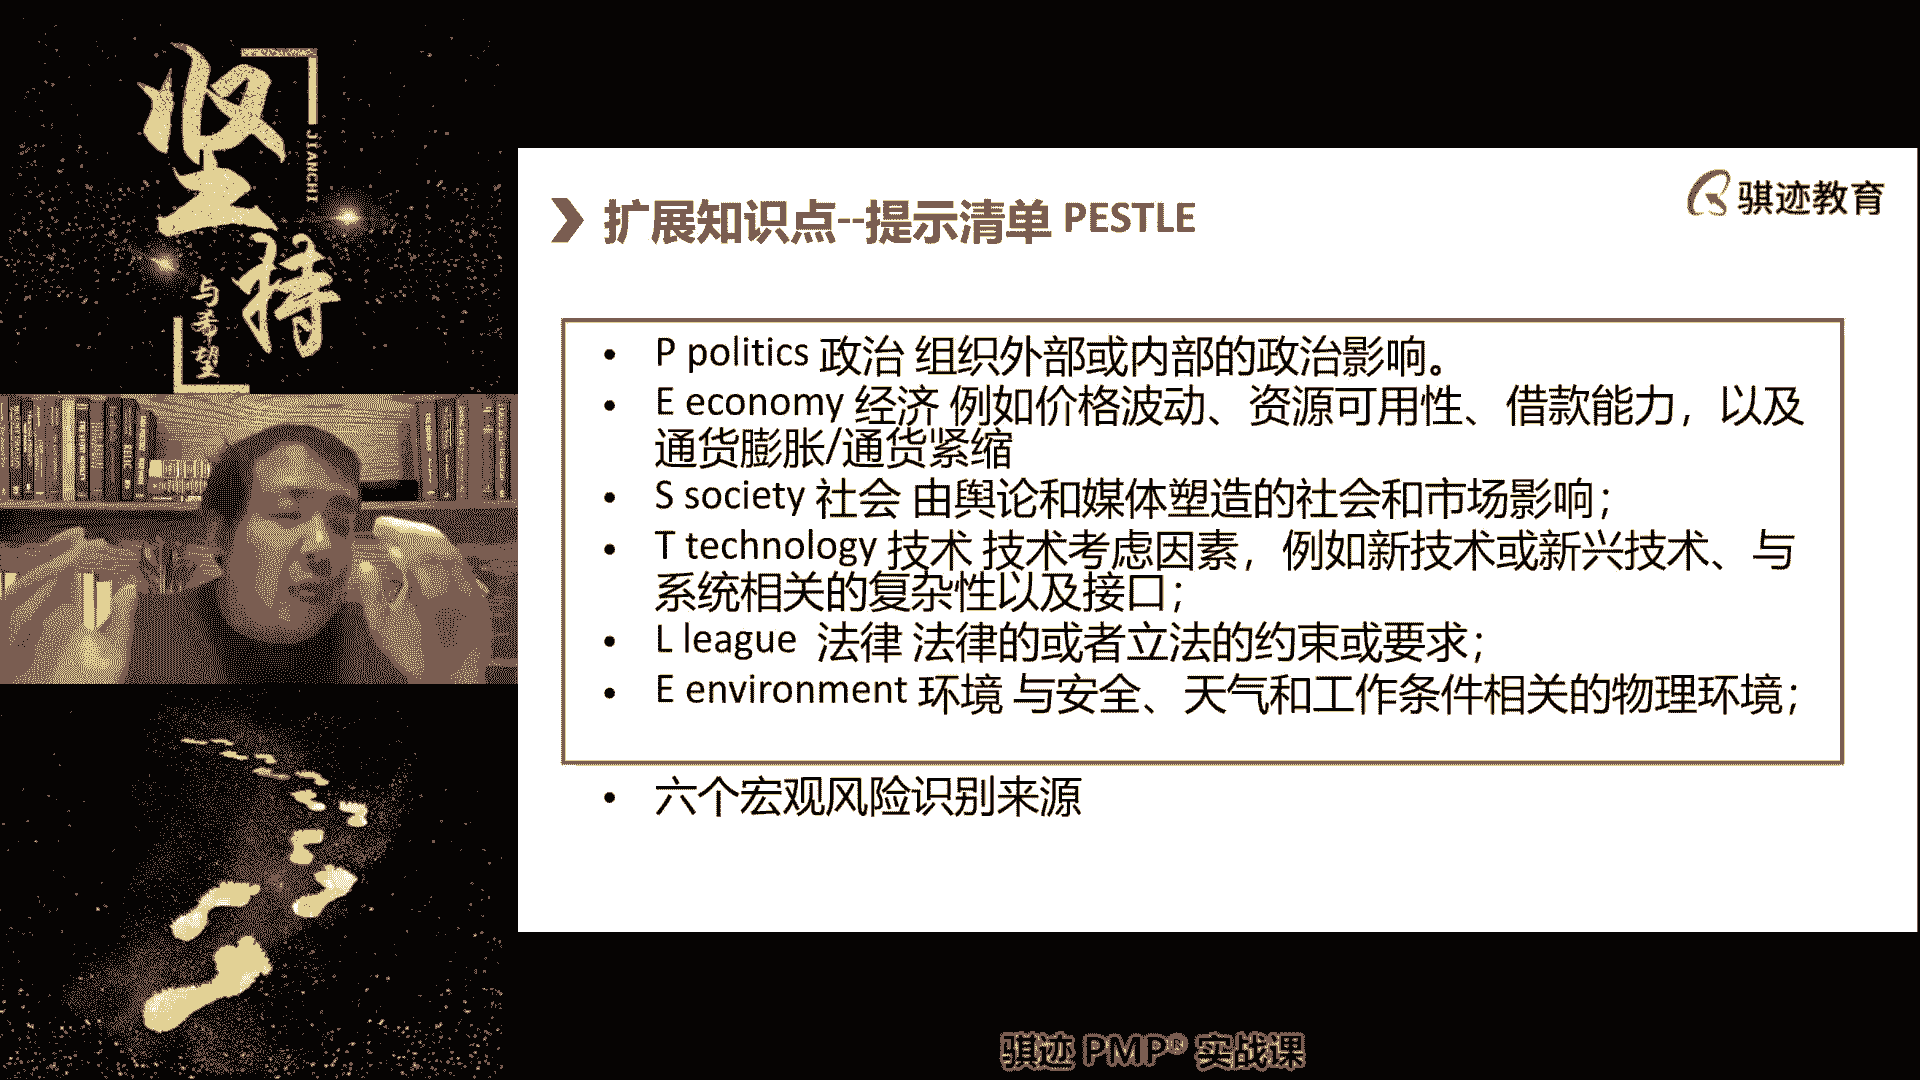 坚持
JIANCHI
与希望
骐迹教育
扩展知识点--提示清单 PESTLE
• P politics 政治 组织外部或内部的政治影响。
• E economy 经济 例如价格波动、资源可用性、借款能力，以及
通货膨胀/通货紧缩
• S society 社会 由舆论和媒体塑造的社会和市场影响；
• T technology 技术 技术考虑因素，例如新技术或新兴技术、与
系统相关的复杂性以及接口；
• L league 法律 法律的或者立法的约束或要求；
• E environment 环境 与安全、天气和工作条件相关的物理环境；
• 六个宏观风险识别来源
骐迹 PMP® 实战课